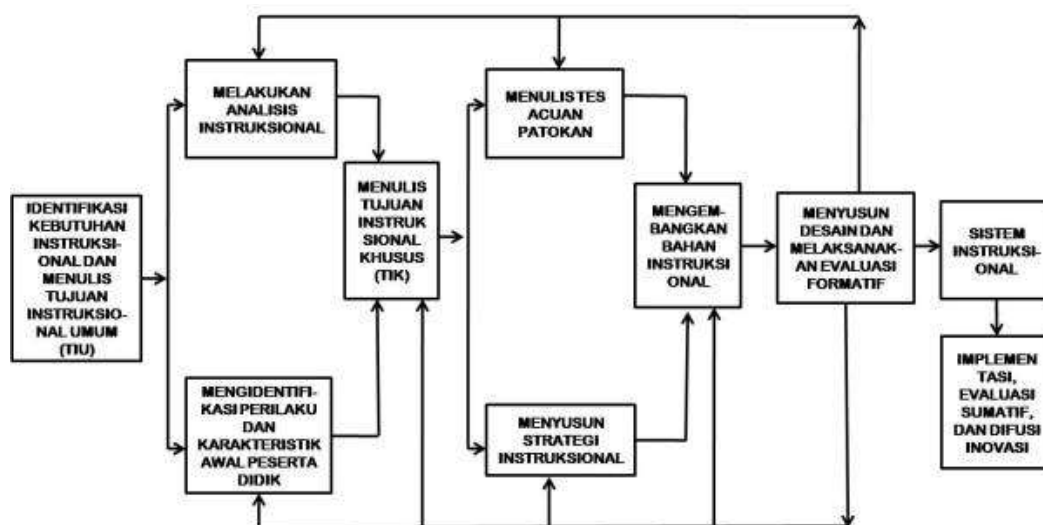 IDENTIFIKASI
KEBUTUHAN
INSTRUKSI-
ONAL DAN
MENULIS
TUJUAN
INSTRUKSIO-
NAL UMUM
(TIU)
MELAKUKAN
ANALISIS
INSTRUKSIONAL
MENGIDENTIFI-
KASI PERILAKU
DAN
KARAKTERISTIK
AWAL PESERTA
DIDIK
MENULIS
TUJUAN
INSTRUK
SIONAL
KHUSUS
(TIK)
MENULIS TES
ACUAN
PATOKAN
MENYUSUN
STRATEGI
INSTRUKSIONAL
MENGEM-
BANGKAN
BAHAN
INSTRUKSI
ONAL
MENYUSUN
DESAIN DAN
MELAKSANAK-
AN EVALUASI
FORMATIF
SISTEM
INSTRUKSI-
ONAL
IMPLEMEN
TASI,
EVALUASI
SUMATIF,
DAN DIFUSI
INOVASI